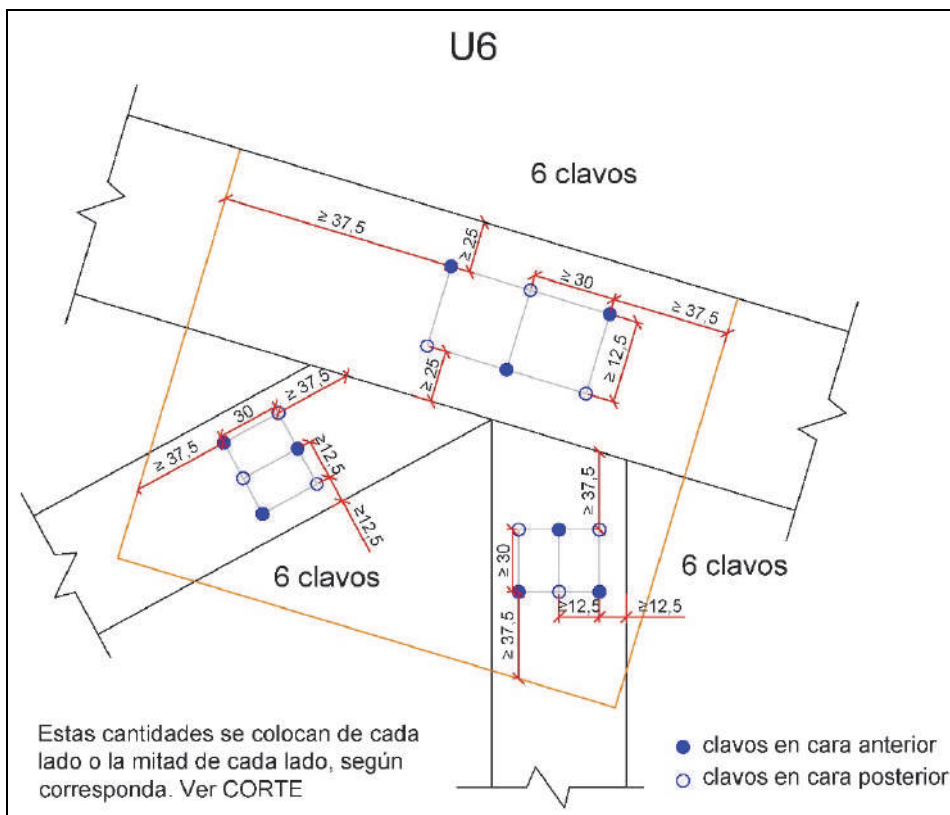 U6
6 clavos
≥ 37,5
≥ 25
≥30
≥ 37,5
≥ 12,5
≥ 25
≥ 37,5
30
≥ 37,5
≥12,5
≥12,5
6 clavos
≥ 37,5
≥ 30
6 clavos
≥12,5
≥12,5
≥ 37,5
Estas cantidades se colocan de cada
lado o la mitad de cada lado, según
corresponda. Ver CORTE
clavos en cara anterior
clavos en cara posterior